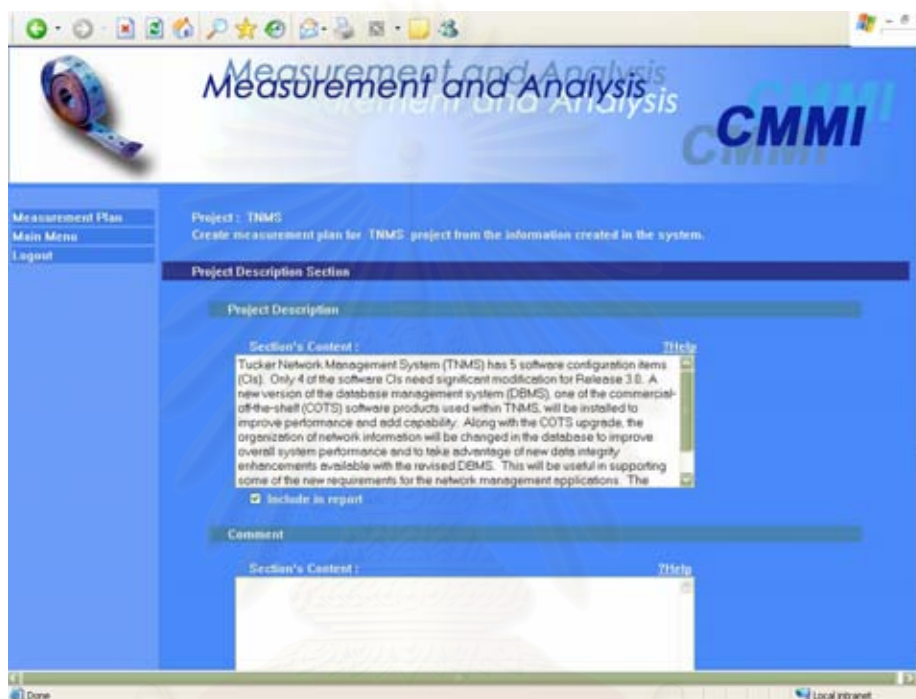 Measurement and Analysis
CMMI
Measurement Plan
Main Menu
Logout
Project : TNMS
Create measurement plan for TNMS project from the information created in the system.
Project Description Section
Project Description
Section's Content :
?Help
Tucker Network Management System (TNMS) has 5 software configuration items
(CIs). Only 4 of the software CIs need significant modification for Release 3.0. A
new version of the database management system (DBMS), one of the commercial-
off-the-shelf (COTS) software products used within TNMS, will be installed to
improve performance and add capability. Along with the COTS upgrade, the
organization of network information will be changed in the database to improve
overall system performance and to take advantage of new data integrity
enhancements available with the revised DBMS. This will be useful in supporting
some of the new requirements for the network management applications. The
Include in report
Comment
Section's Content :
?Help
Done
Local intranet